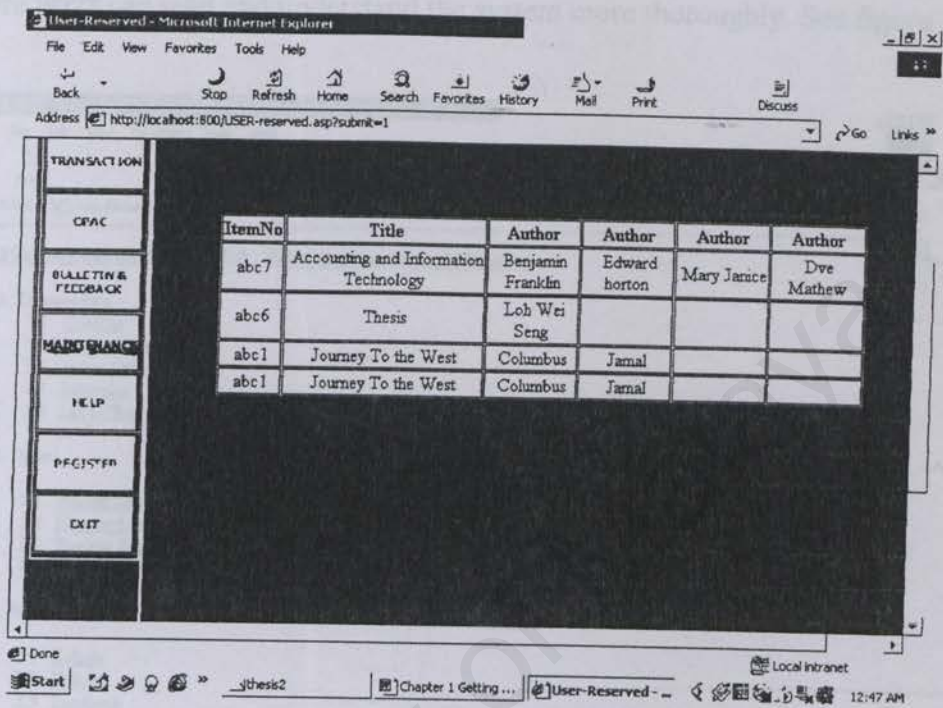 User-Reserved - Microsoft Internet Explorer
File Edit View Favorites Tools Help
Back Stop Refresh Home Search Favorites History Mail Print Discuss
Address http://localhost:800/USER-reserved.asp?submit=1 Go Links »
TRANSACTION
OPAC
BULLETIN &
FEEDBACK
MAINTENANCE
HELP
REGISTER
EXIT
ItemNo Title Author Author Author Author
abc7 Accounting and Information Technology Benjamin Franklin Edward horton Mary Janice Dve Mathew
abc6 Thesis Loh Wei Seng
abc1 Journey To the West Columbus Jamal
abc1 Journey To the West Columbus Jamal
Done Local intranet
Start » thesis2 Chapter 1 Getting ... User-Reserved - ... 12:47 AM